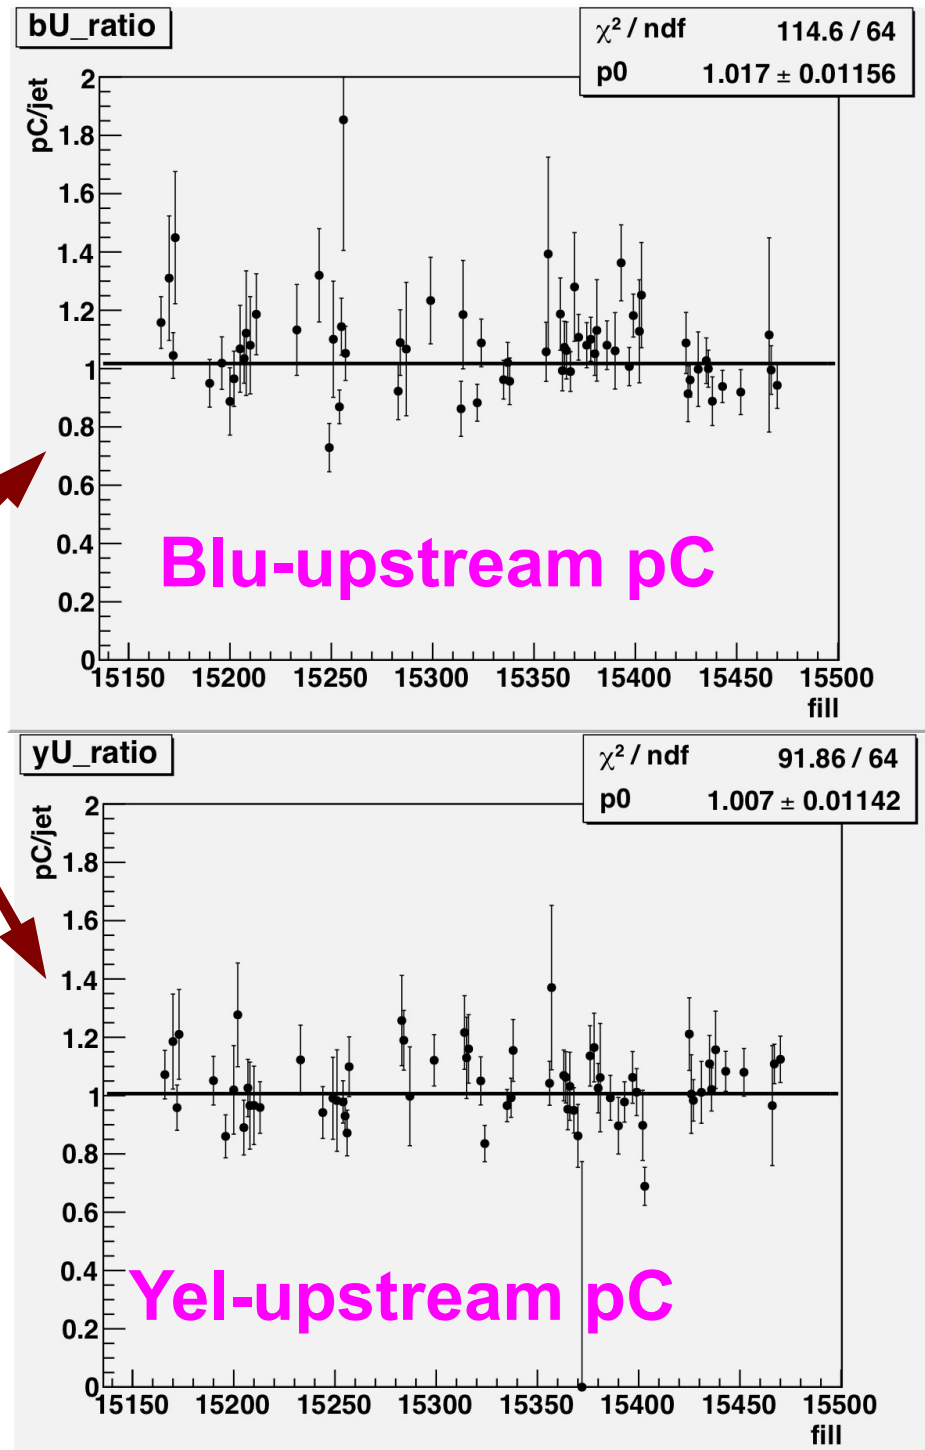 bU_ratio
χ² / ndf 114.6 / 64
p0 1.017 ± 0.01156
pC/jet
2
1.8
1.6
1.4
1.2
1
0.8
0.6
0.4
0.2
0
Blu-upstream pC
15150 15200 15250 15300 15350 15400 15450 15500
fill
yU_ratio
χ² / ndf 91.86 / 64
p0 1.007 ± 0.01142
pC/jet
2
1.8
1.6
1.4
1.2
1
0.8
0.6
0.4
0.2
0
Yel-upstream pC
15150 15200 15250 15300 15350 15400 15450 15500
fill